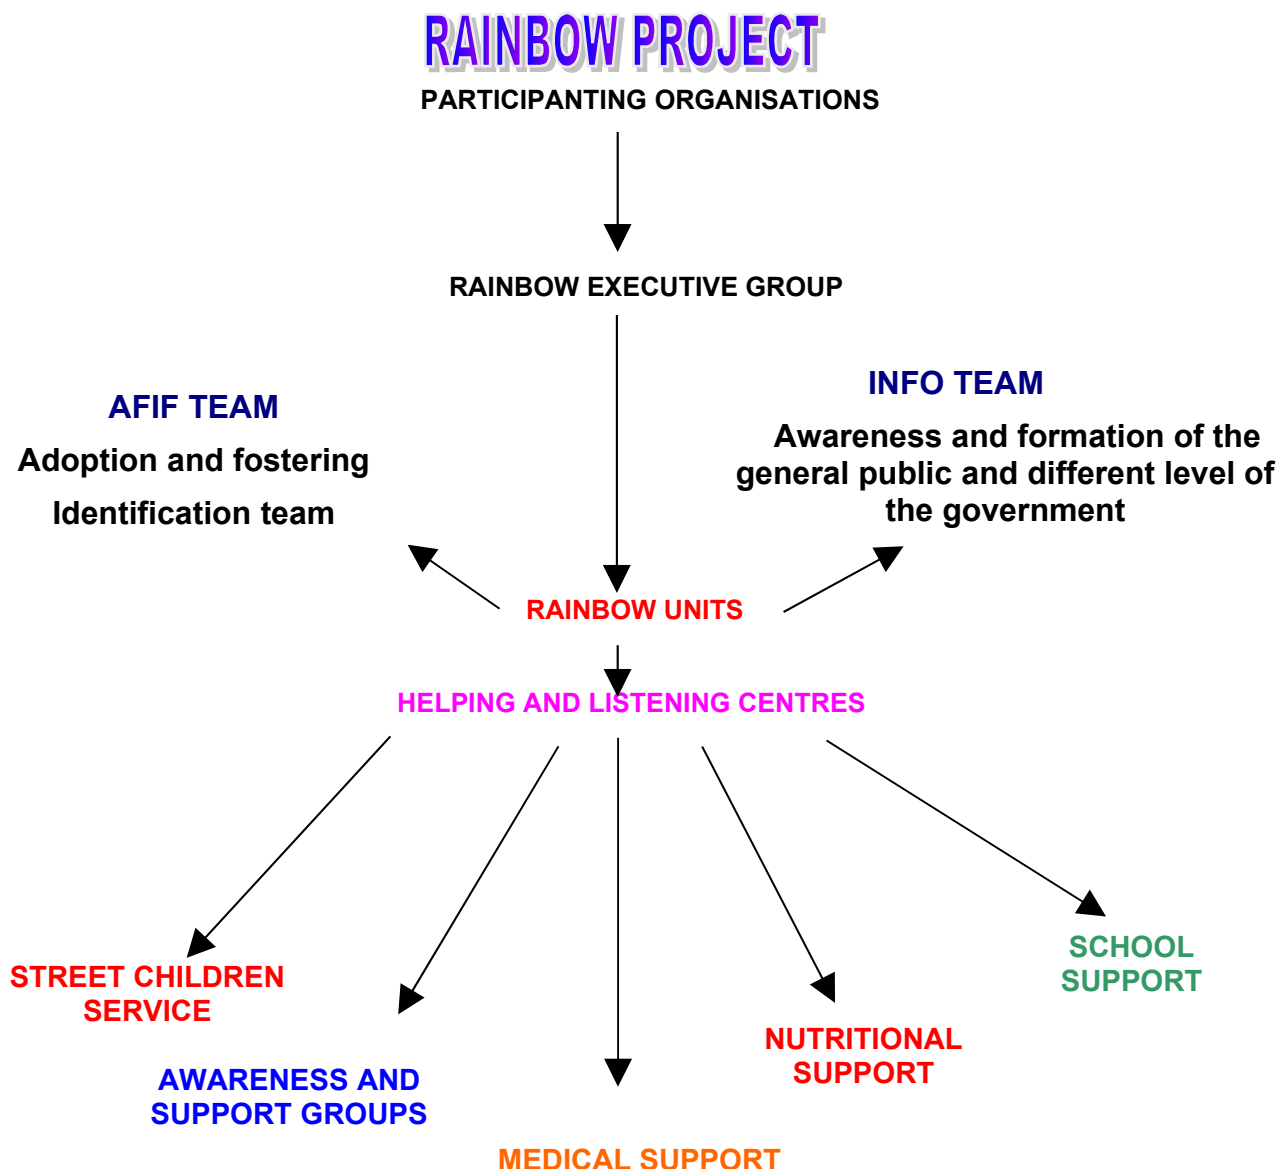 RAINBOW PROJECT
PARTICIPANTING ORGANISATIONS
RAINBOW EXECUTIVE GROUP
AFIF TEAM
Adoption and fostering
Identification team
INFO TEAM
Awareness and formation of the
general public and different level of
the government
RAINBOW UNITS
HELPING AND LISTENING CENTRES
STREET CHILDREN
SERVICE
AWARENESS AND
SUPPORT GROUPS
MEDICAL SUPPORT
NUTRITIONAL
SUPPORT
SCHOOL
SUPPORT